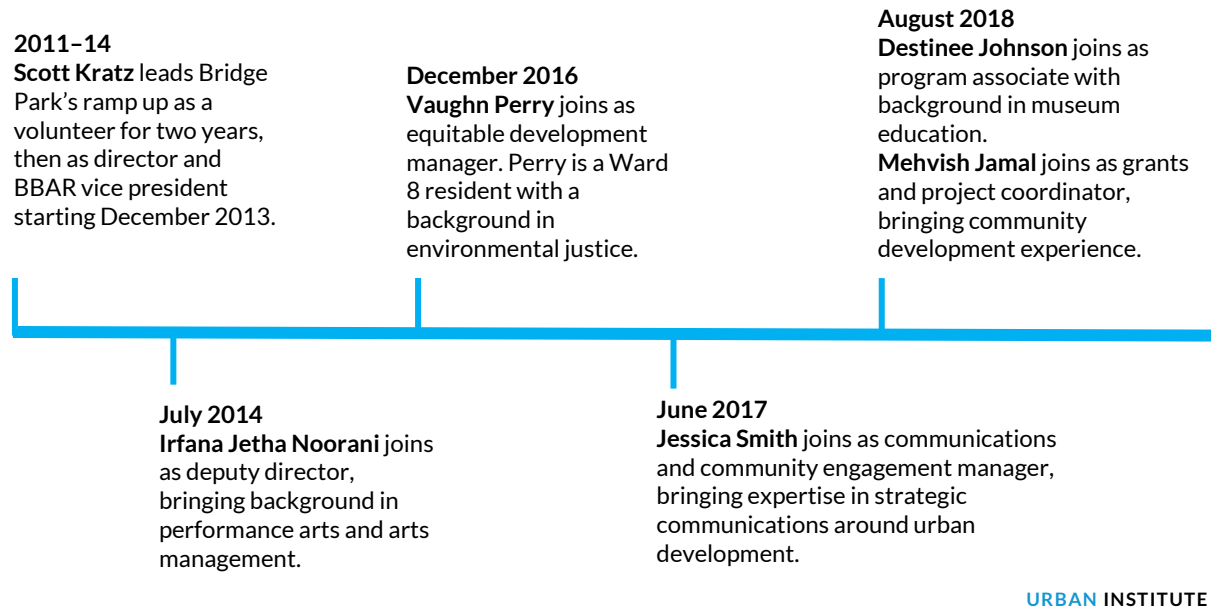 2011–14
Scott Kratz leads Bridge
Park's ramp up as a
volunteer for two years,
then as director and
BBAR vice president
starting December 2013.
July 2014
Irfana Jetha Noorani joins
as deputy director,
bringing background in
performance arts and arts
management.
December 2016
Vaughn Perry joins as
equitable development
manager. Perry is a Ward
8 resident with a
background in
environmental justice.
June 2017
Jessica Smith joins as communications
and community engagement manager,
bringing expertise in strategic
communications around urban
development.
August 2018
Destinee Johnson joins as
program associate with
background in museum
education.
Mehvish Jamal joins as grants
and project coordinator,
bringing community
development experience.
URBAN INSTITUTE